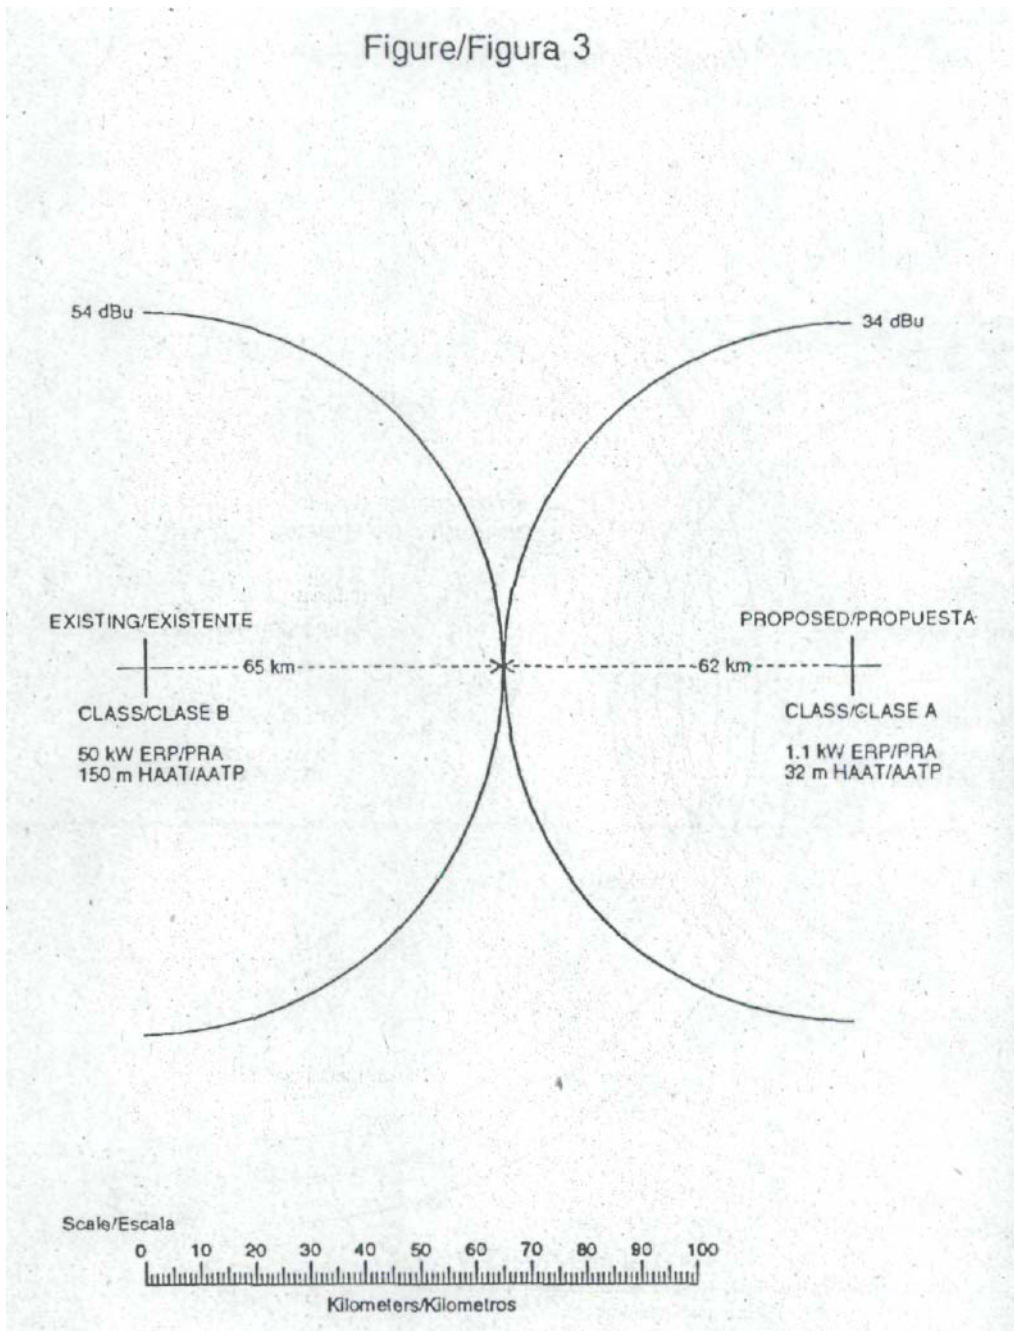 Figure/Figura 3
54 dBu
34 dBu
EXISTING/EXISTENTE
PROPOSED/PROPUESTA
65 km
62 km
CLASS/CLASE B
CLASS/CLASE A
50 kW ERP/PRA
150 m HAAT/AATP
1.1 kW ERP/PRA
32 m HAAT/AATP
Scale/Escala
0 10 20 30 40 50 60 70 80 90 100
Kilometers/Kilometros